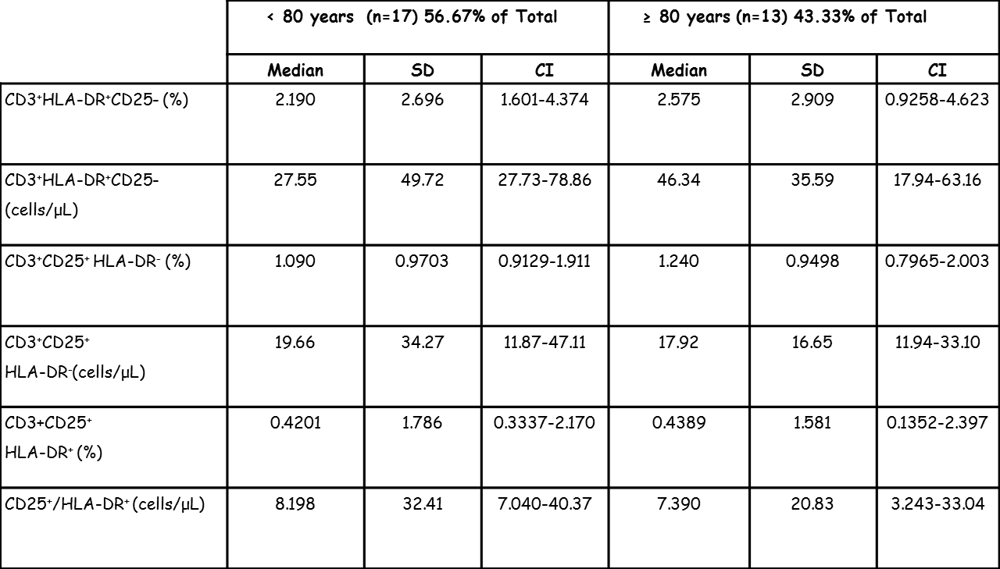 < 80 years (n=17) 56.67% of Total ≥ 80 years (n=13) 43.33% of Total
Median SD CI Median SD CI
CD3⁺HLA-DR⁺CD25- (%) 2.190 2.696 1.601-4.374 2.575 2.909 0.9258-4.623
CD3⁺HLA-DR⁺CD25- 27.55 49.72 27.73-78.86 46.34 35.59 17.94-63.16
(cells/μL)
CD3⁺CD25⁺ HLA-DR⁻ (%) 1.090 0.9703 0.9129-1.911 1.240 0.9498 0.7965-2.003
CD3⁺CD25⁺ 19.66 34.27 11.87-47.11 17.92 16.65 11.94-33.10
HLA-DR⁻(cells/μL)
CD3+CD25⁺ 0.4201 1.786 0.3337-2.170 0.4389 1.581 0.1352-2.397
HLA-DR⁺ (%)
CD25⁺/HLA-DR⁺ (cells/μL) 8.198 32.41 7.040-40.37 7.390 20.83 3.243-33.04